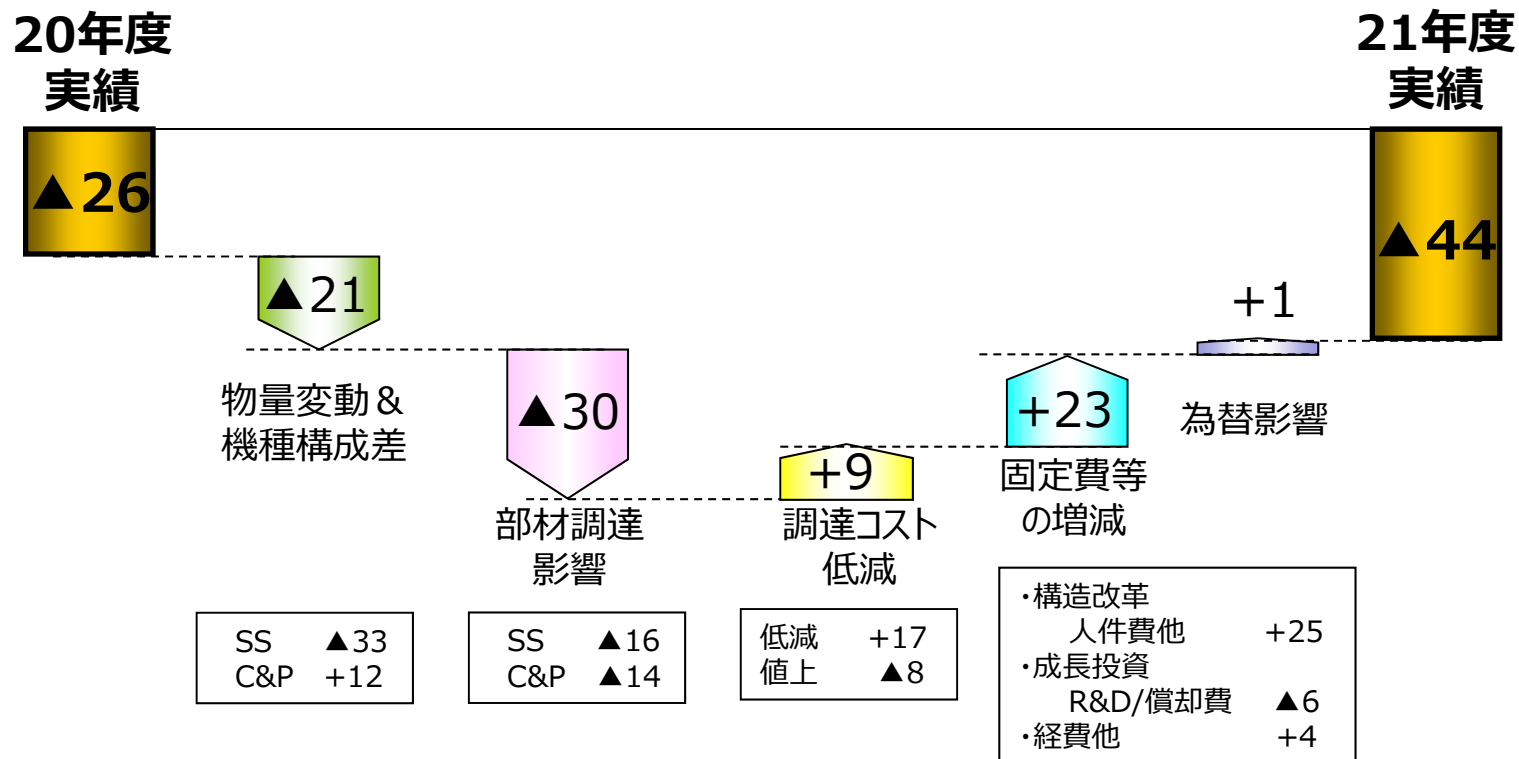 20年度
実績
21年度
実績
▲26
▲44
▲21
▲30
+9
+23
+1
物量変動&
機種構成差
部材調達
影響
調達コスト
低減
固定費等
の増減
為替影響
SS ▲33
C&P +12
SS ▲16
C&P ▲14
低減 +17
値上 ▲8
・構造改革
人件費他 +25
・成長投資
R&D/償却費 ▲6
・経費他 +4